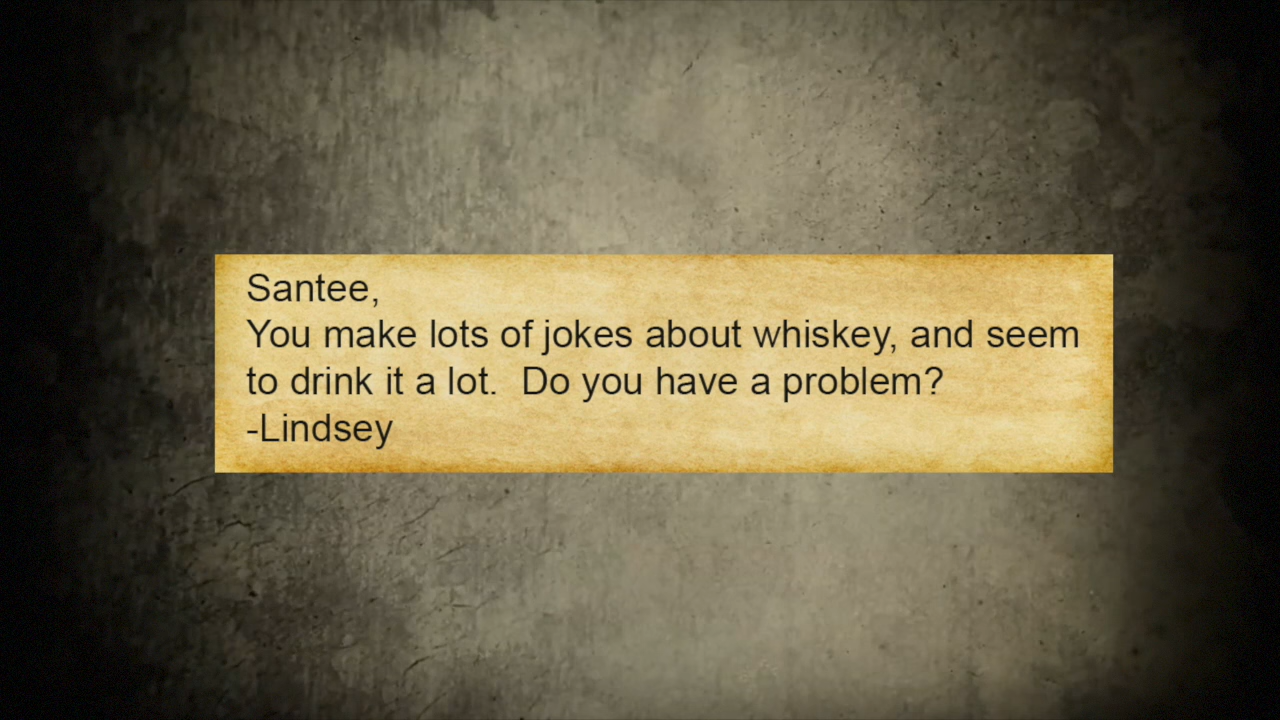 Santee,
You make lots of jokes about whiskey, and seem
to drink it a lot.  Do you have a problem?
-Lindsey